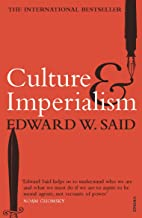 THE INTERNATIONAL BESTSELLER
Culture &
Imperialism
EDWARD W. SAID
'Edward Said helps us to understand who we are
and what we must do if we are to aspire to be
moral agents, not servants of power'
NOAM CHOMSKY
VINTAGE